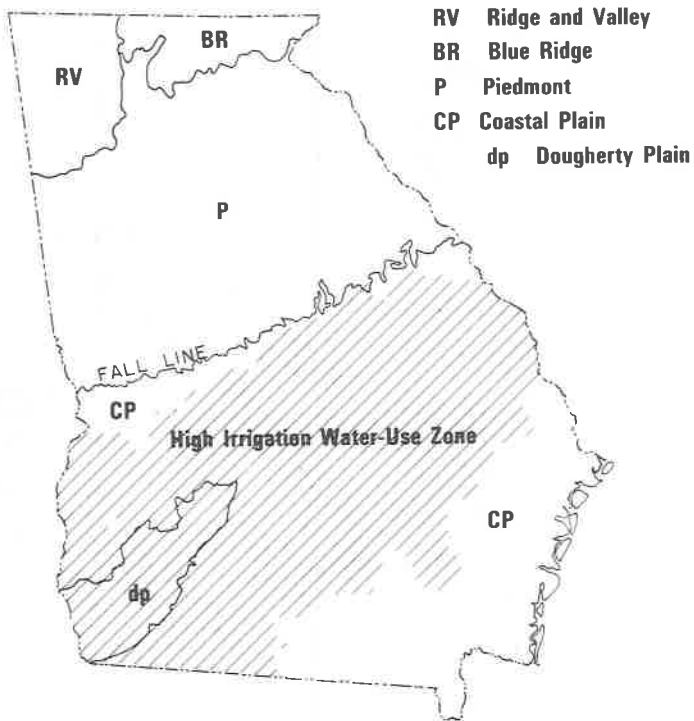 RV Ridge and Valley
BR Blue Ridge
P Piedmont
CP Coastal Plain
dp Dougherty Plain
BR
RV
P
FALL LINE
CP
High Irrigation Water-Use Zone
CP
dp